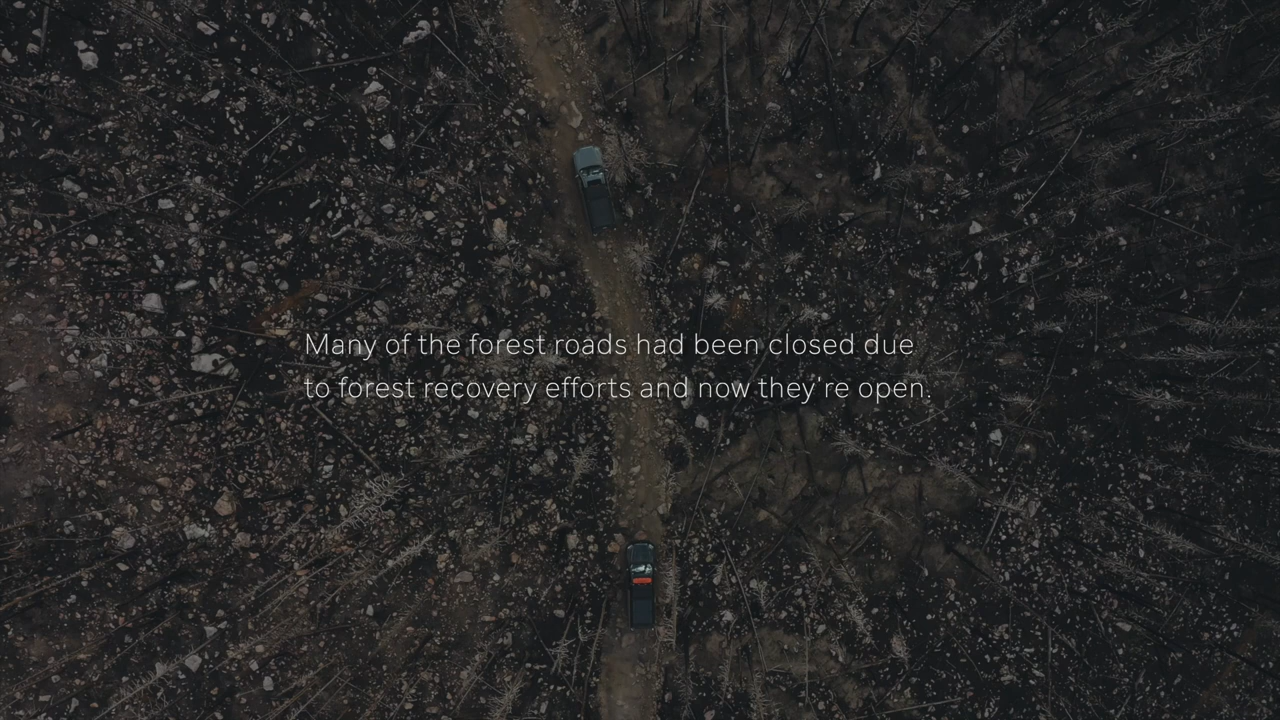 Many of the forest roads had been closed due
to forest recovery efforts and now they're open.